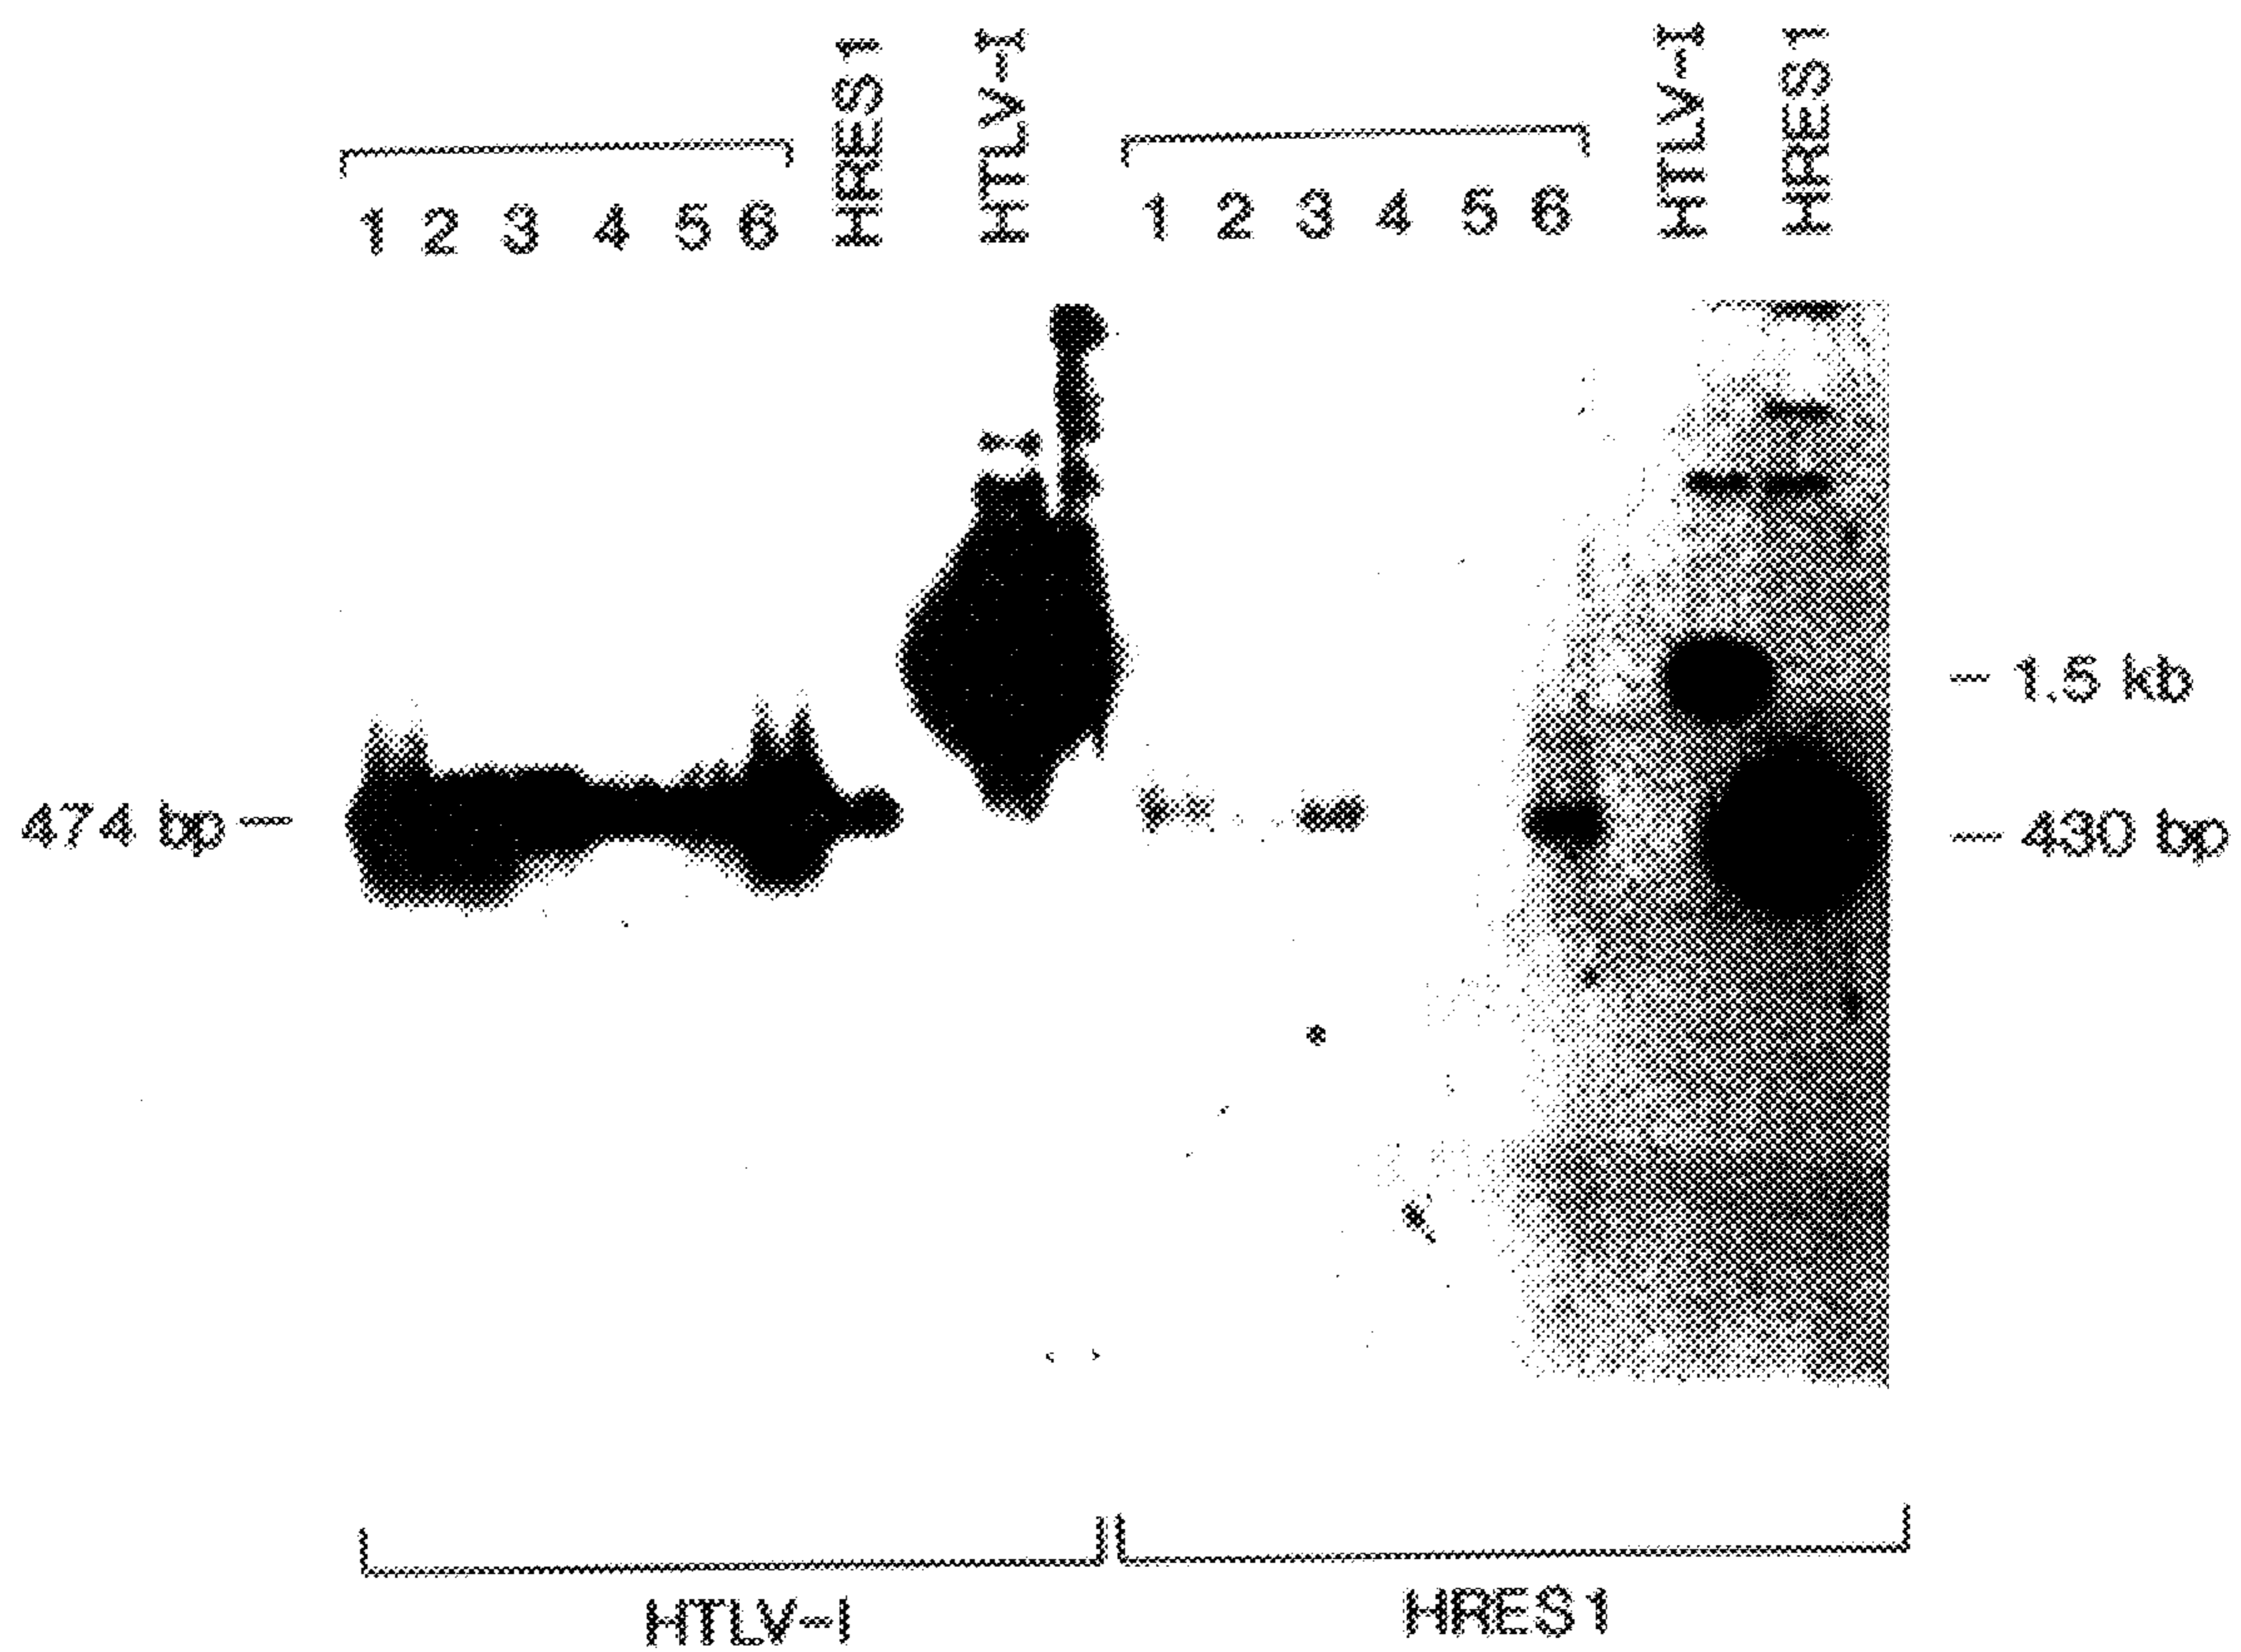 HRES1 HTLV-I HTLV-I HRES1
1 2 3 4 5 6 1 2 3 4 5 6
1.5 kb
474 bp 430 bp
HTLV-I HRES1